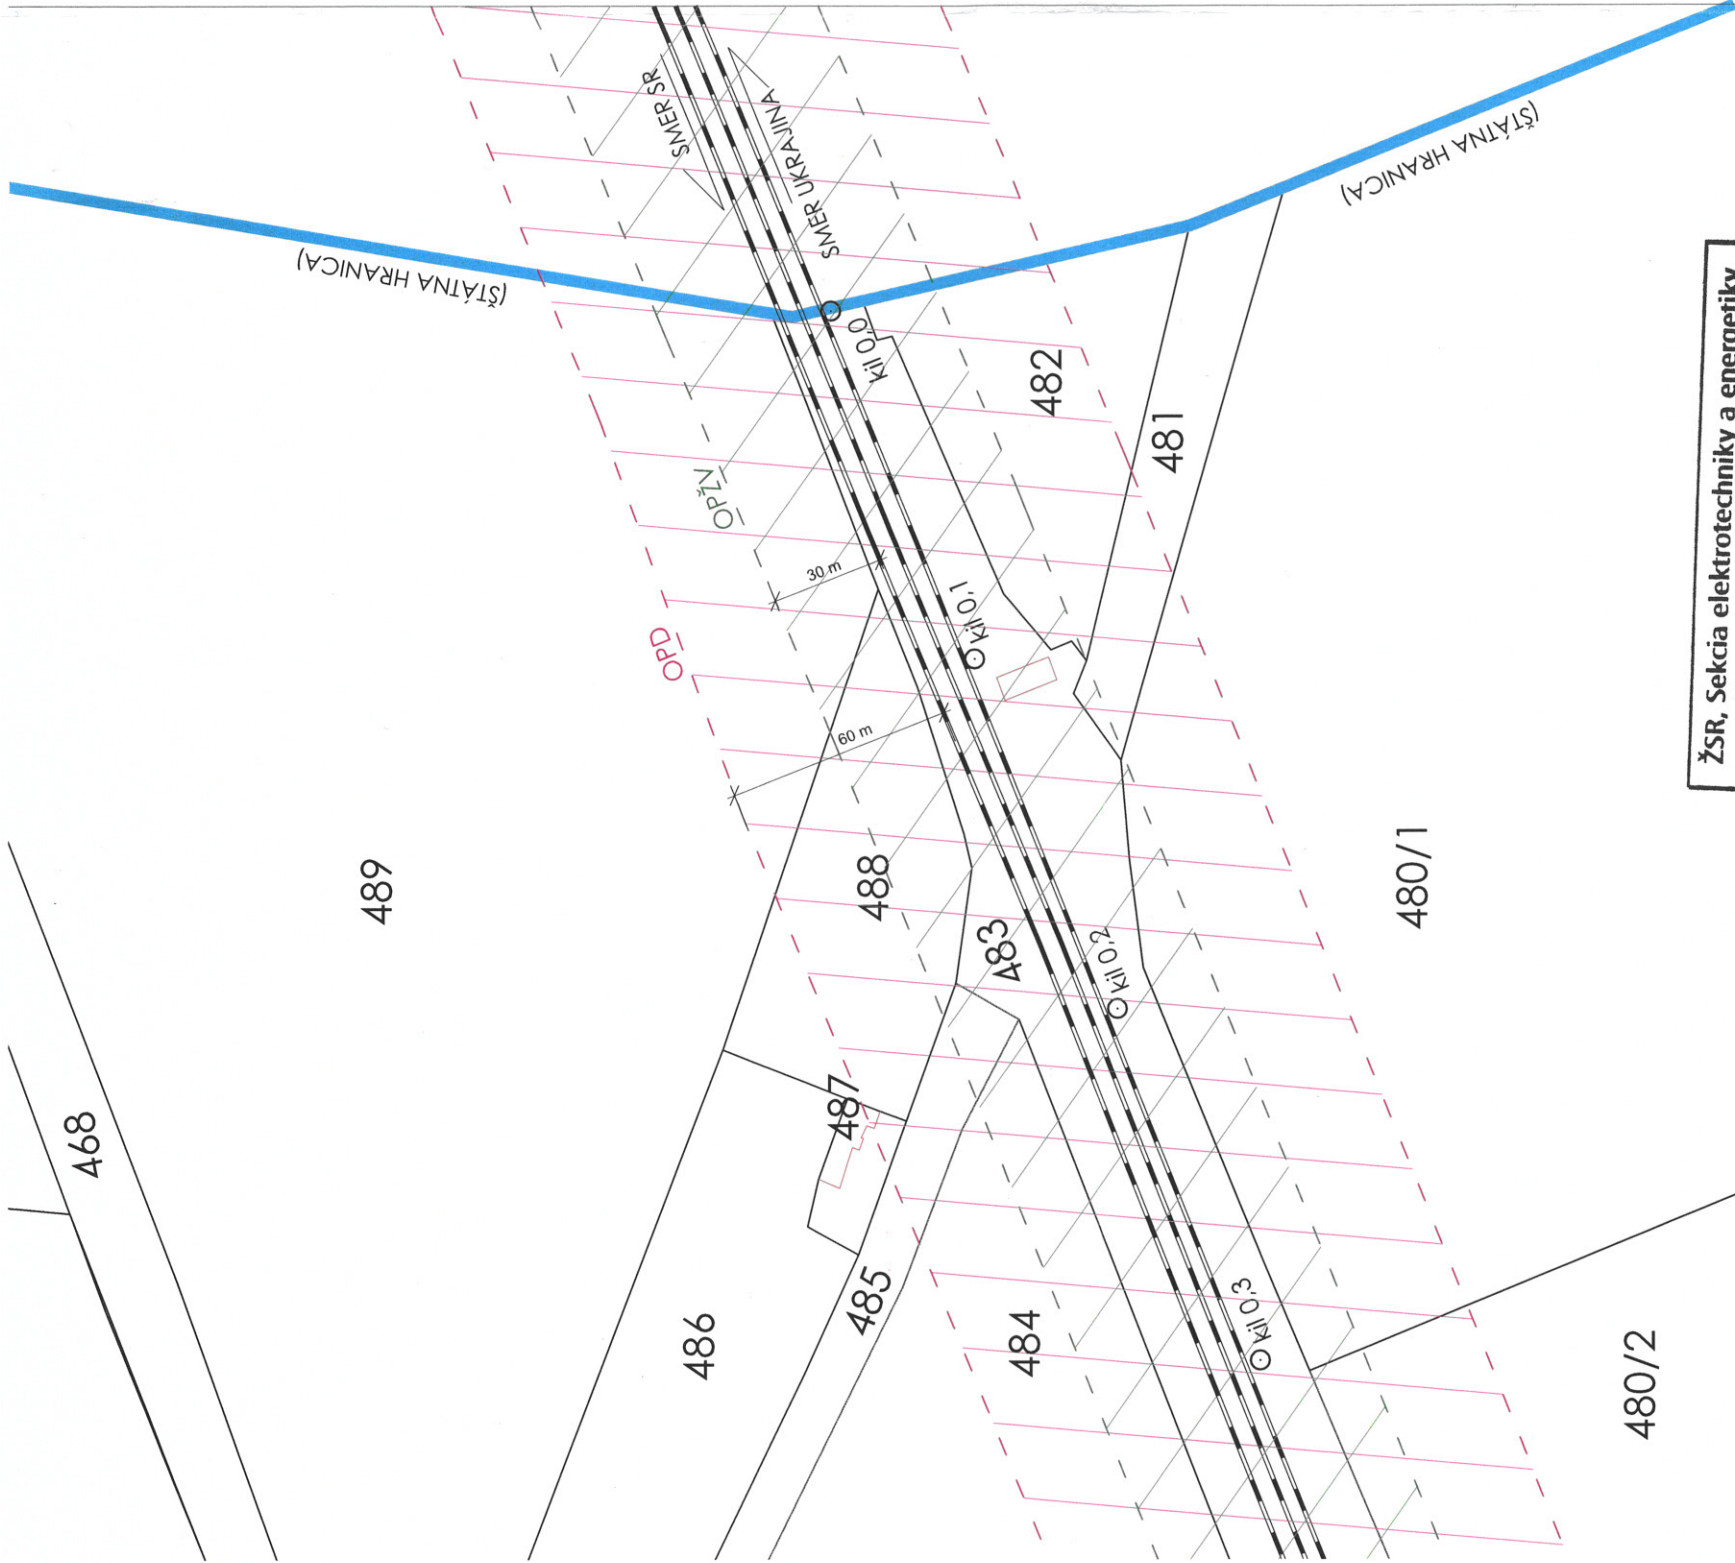 SMER SR
SMER UKRAJINA
(ŠTÁTNA HRANICA)
(ŠTÁTNA HRANICA)
kil 0,0
482
481
OPŽV
30 m
OPD
kil 0,1
60 m
489
488
483
kil 0,2
480/1
468
487
486
485
484
kil 0,3
480/2
ŽSR, Sekcia elektrotechniky a energetiky